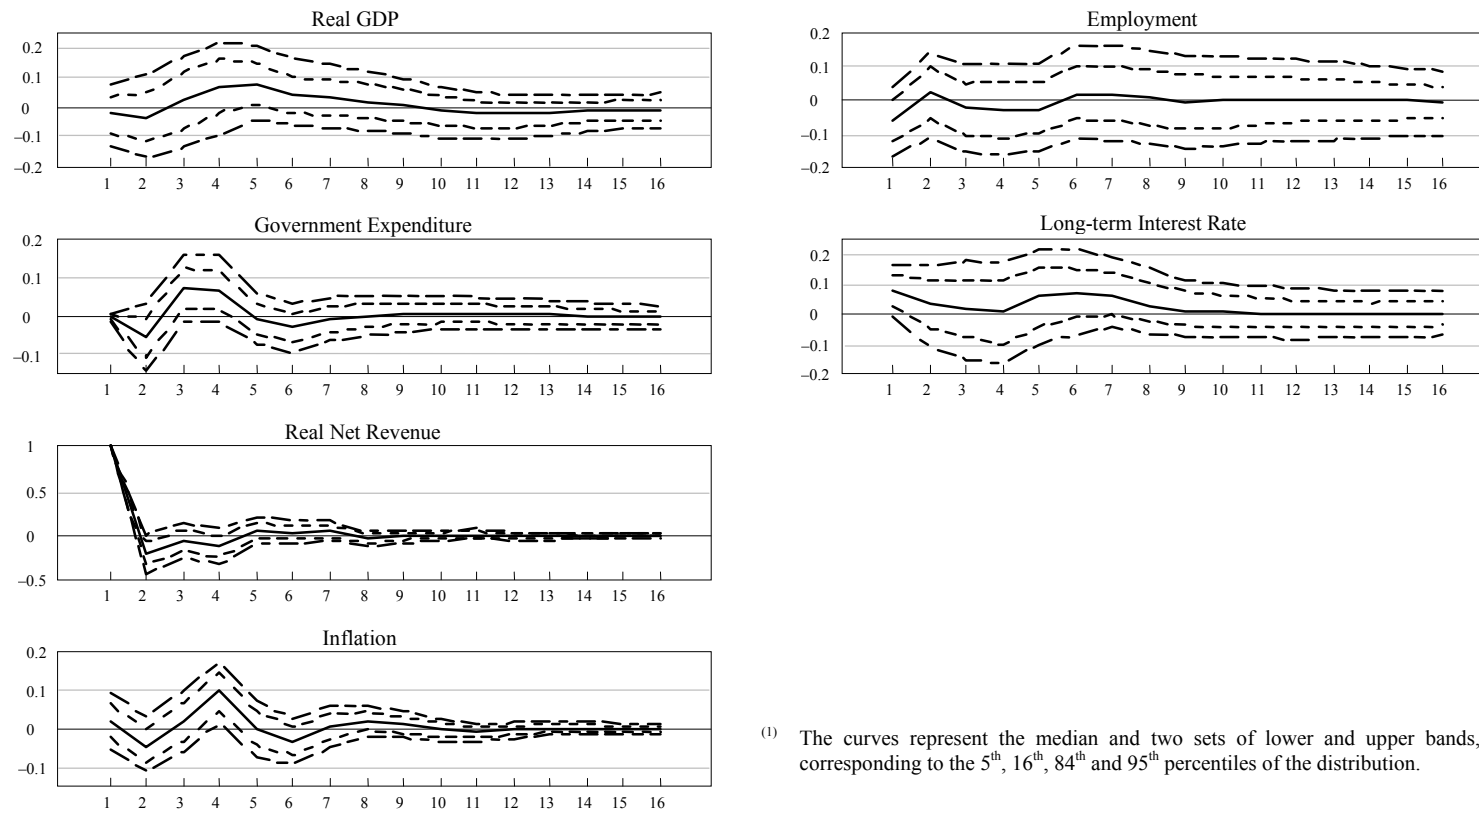 Real GDP
0.2
0.1
0
–0.1
–0.2
1 2 3 4 5 6 7 8 9 10 11 12 13 14 15 16
Employment
0.2
0.1
0
–0.1
–0.2
1 2 3 4 5 6 7 8 9 10 11 12 13 14 15 16
Government Expenditure
0.2
0.1
0
–0.1
1 2 3 4 5 6 7 8 9 10 11 12 13 14 15 16
Long-term Interest Rate
0.2
0.1
0
–0.1
–0.2
1 2 3 4 5 6 7 8 9 10 11 12 13 14 15 16
Real Net Revenue
1
0.5
0
–0.5
1 2 3 4 5 6 7 8 9 10 11 12 13 14 15 16
Inflation
0.2
0.1
0
–0.1
1 2 3 4 5 6 7 8 9 10 11 12 13 14 15 16
(1) The curves represent the median and two sets of lower and upper bands,
corresponding to the 5th, 16th, 84th and 95th percentiles of the distribution.